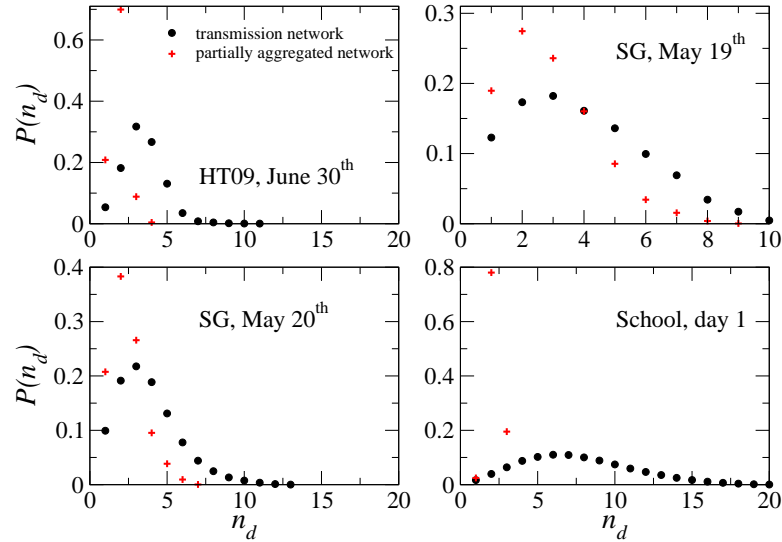 transmission network
partially aggregated network
HT09, June 30th
P(n_d)
0.6
0.4
0.2
0
0 5 10 15 20
SG, May 19th
0.3
0.2
0.1
0
0 2 4 6 8 10
SG, May 20th
P(n_d)
0.4
0.3
0.2
0.1
0
0 5 10 15 20
n_d
School, day 1
0.8
0.6
0.4
0.2
0
0 5 10 15 20
n_d